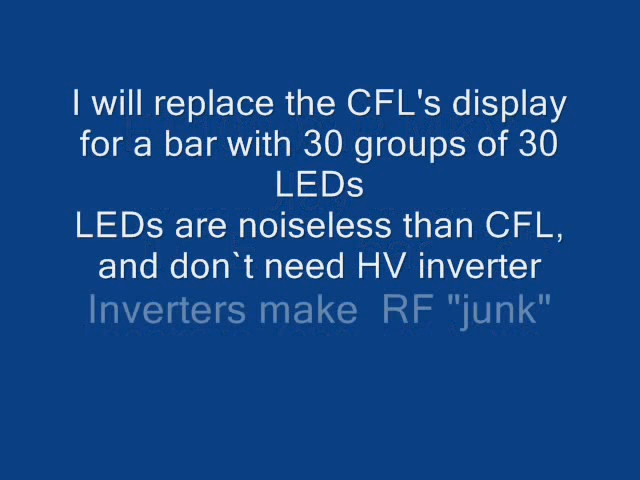 I will replace the CFL's display
for a bar with 30 groups of 30
LEDs
LEDs are noiseless than CFL,
and don`t need HV inverter
Inverters make  RF "junk"